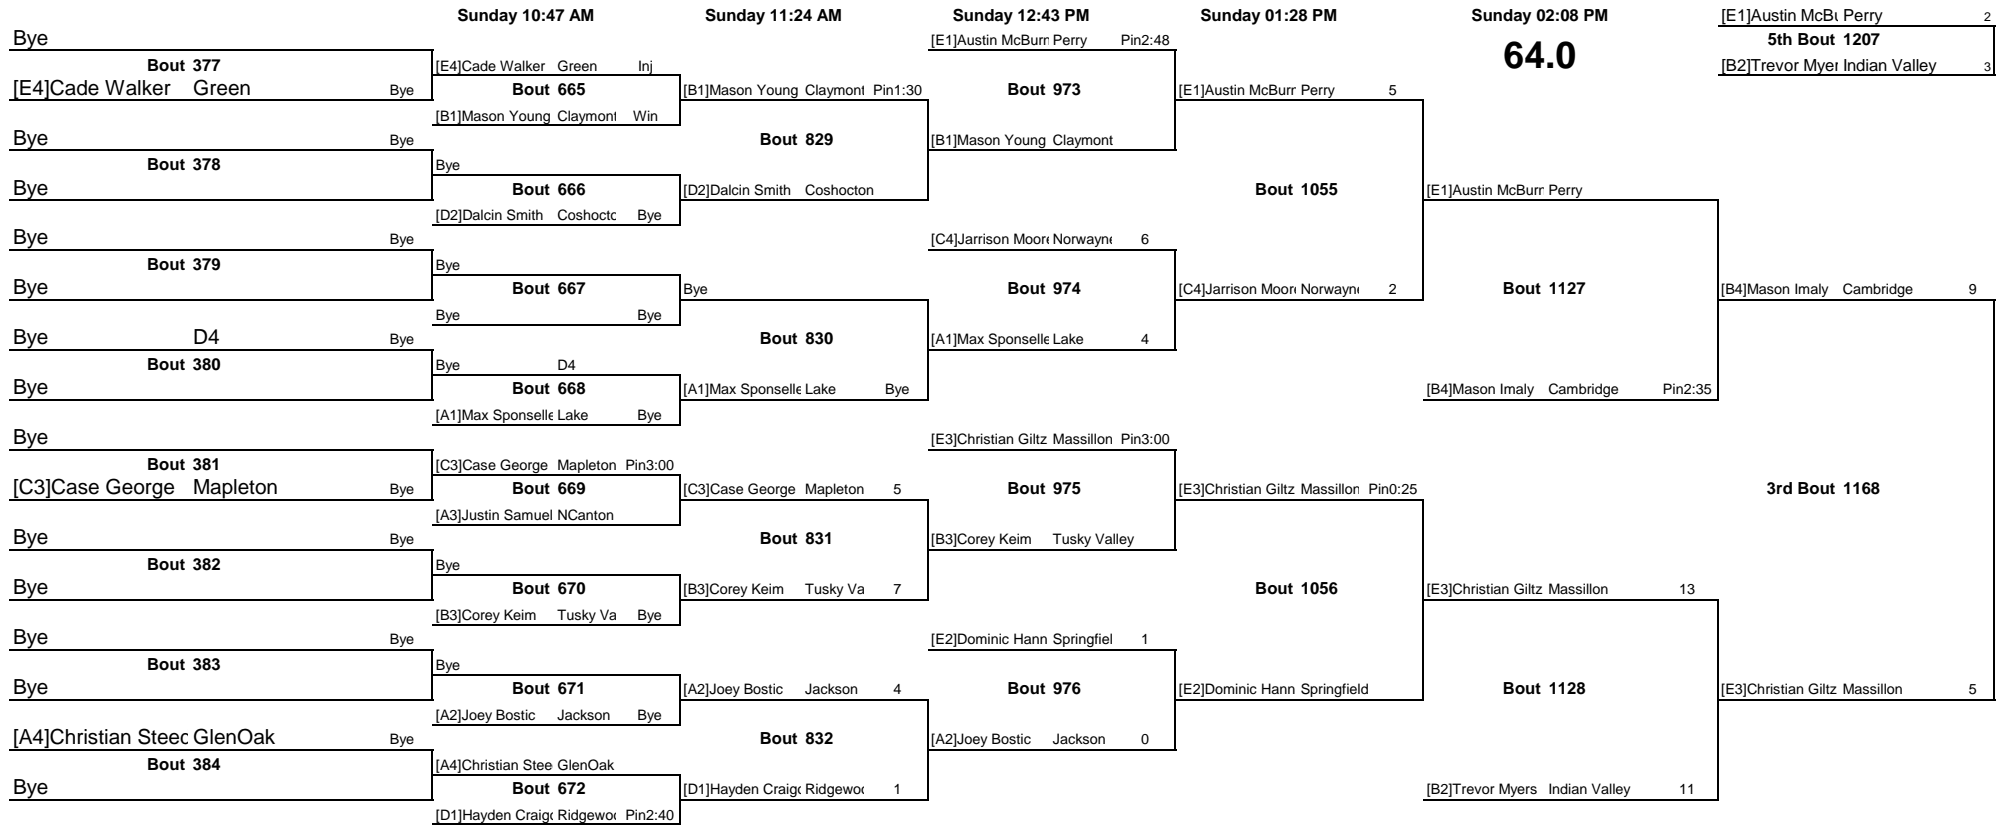 Sunday 10:47 AM Sunday 11:24 AM Sunday 12:43 PM Sunday 01:28 PM Sunday 02:08 PM [E1]Austin McBu Perry 2
Bye [E1]Austin McBurr Perry Pin2:48 64.0 5th Bout 1207
Bout 377 [E4]Cade Walker Green Inj [B2]Trevor Myer Indian Valley 3
[E4]Cade Walker Green Bye Bout 665 [B1]Mason Young Claymont Pin1:30 Bout 973 [E1]Austin McBurr Perry 5
[B1]Mason Young Claymont Win
Bye Bye Bout 829 [B1]Mason Young Claymont
Bout 378 Bye
Bye Bout 666 [D2]Dalcin Smith Coshocton Bout 1055 [E1]Austin McBurr Perry
[D2]Dalcin Smith Coshoctc Bye
Bye Bye [C4]Jarrison Moore Norwayne 6
Bout 379 Bye
Bye Bout 667 Bye Bout 974 [C4]Jarrison Moore Norwayne 2 Bout 1127 [B4]Mason Imaly Cambridge 9
Bye Bye
Bye D4 Bye Bout 830 [A1]Max Sponselle Lake 4
Bout 380 Bye D4
Bye Bout 668 [A1]Max Sponselle Lake Bye [B4]Mason Imaly Cambridge Pin2:35
[A1]Max Sponselle Lake Bye
Bye [E3]Christian Giltz Massillon Pin3:00
Bout 381 [C3]Case George Mapleton Pin3:00
[C3]Case George Mapleton Bye Bout 669 [C3]Case George Mapleton 5 Bout 975 [E3]Christian Giltz Massillon Pin0:25 3rd Bout 1168
[A3]Justin Samuel NCanton
Bye Bye Bout 831 [B3]Corey Keim Tusky Valley
Bout 382 Bye
Bye Bout 670 [B3]Corey Keim Tusky Va 7 Bout 1056 [E3]Christian Giltz Massillon 13
[B3]Corey Keim Tusky Va Bye
Bye Bye [E2]Dominic Hann Springfiel 1
Bout 383 Bye
Bye Bout 671 [A2]Joey Bostic Jackson 4 Bout 976 [E2]Dominic Hann Springfield Bout 1128 [E3]Christian Giltz Massillon 5
[A2]Joey Bostic Jackson Bye
[A4]Christian Steec GlenOak Bye Bout 832 [A2]Joey Bostic Jackson 0
Bout 384 [A4]Christian Stee GlenOak
Bye Bout 672 [D1]Hayden Craigo Ridgewoo 1 [B2]Trevor Myers Indian Valley 11
[D1]Hayden Craigo Ridgewoo Pin2:40